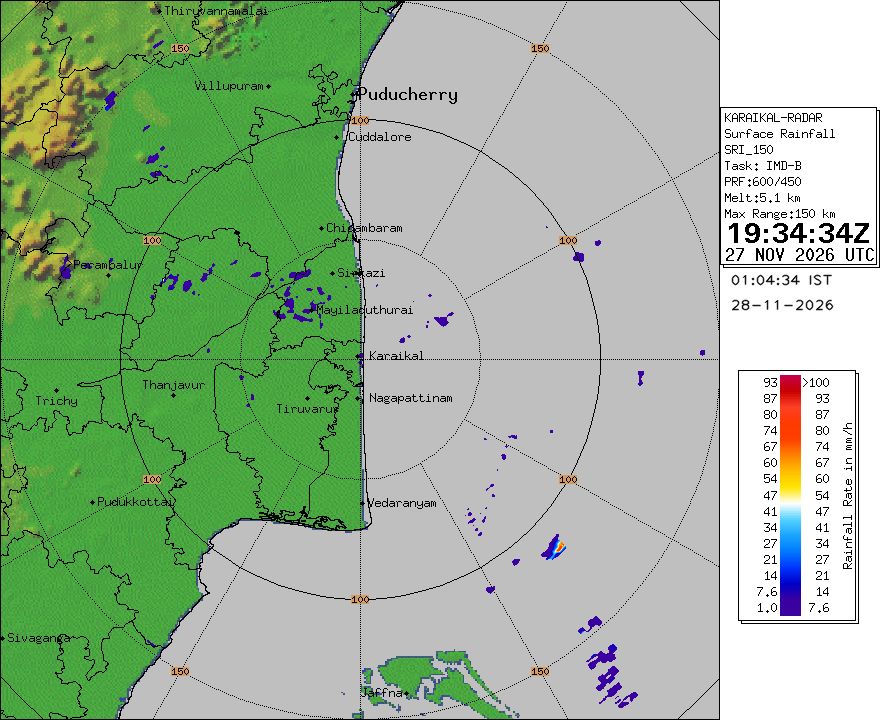 Thiruvannamalai
150
150
Villupuram
Puducherry
100
Cuddalore
Chidambaram
100
100
Perambalur
Sirkazi
Mayiladuthurai
Karaikal
Thanjavur
Trichy
Nagapattinam
Tiruvarur
100
100
Pudukkottai
Vedaranyam
100
Sivaganga
150
150
Jaffna
KARAIKAL-RADAR
Surface Rainfall
SRI_150
Task: IMD-B
PRF:600/450
Melt:5.1 km
Max Range:150 km
19:34:34Z
27 NOV 2026 UTC
01:04:34 IST
28-11-2026
93 >100
87 93
80 87
74 80
67 74
60 67
54 60
47 54
41 47
34 41
27 34
21 27
14 21
7.6 14
1.0 7.6
Rainfall Rate in mm/h